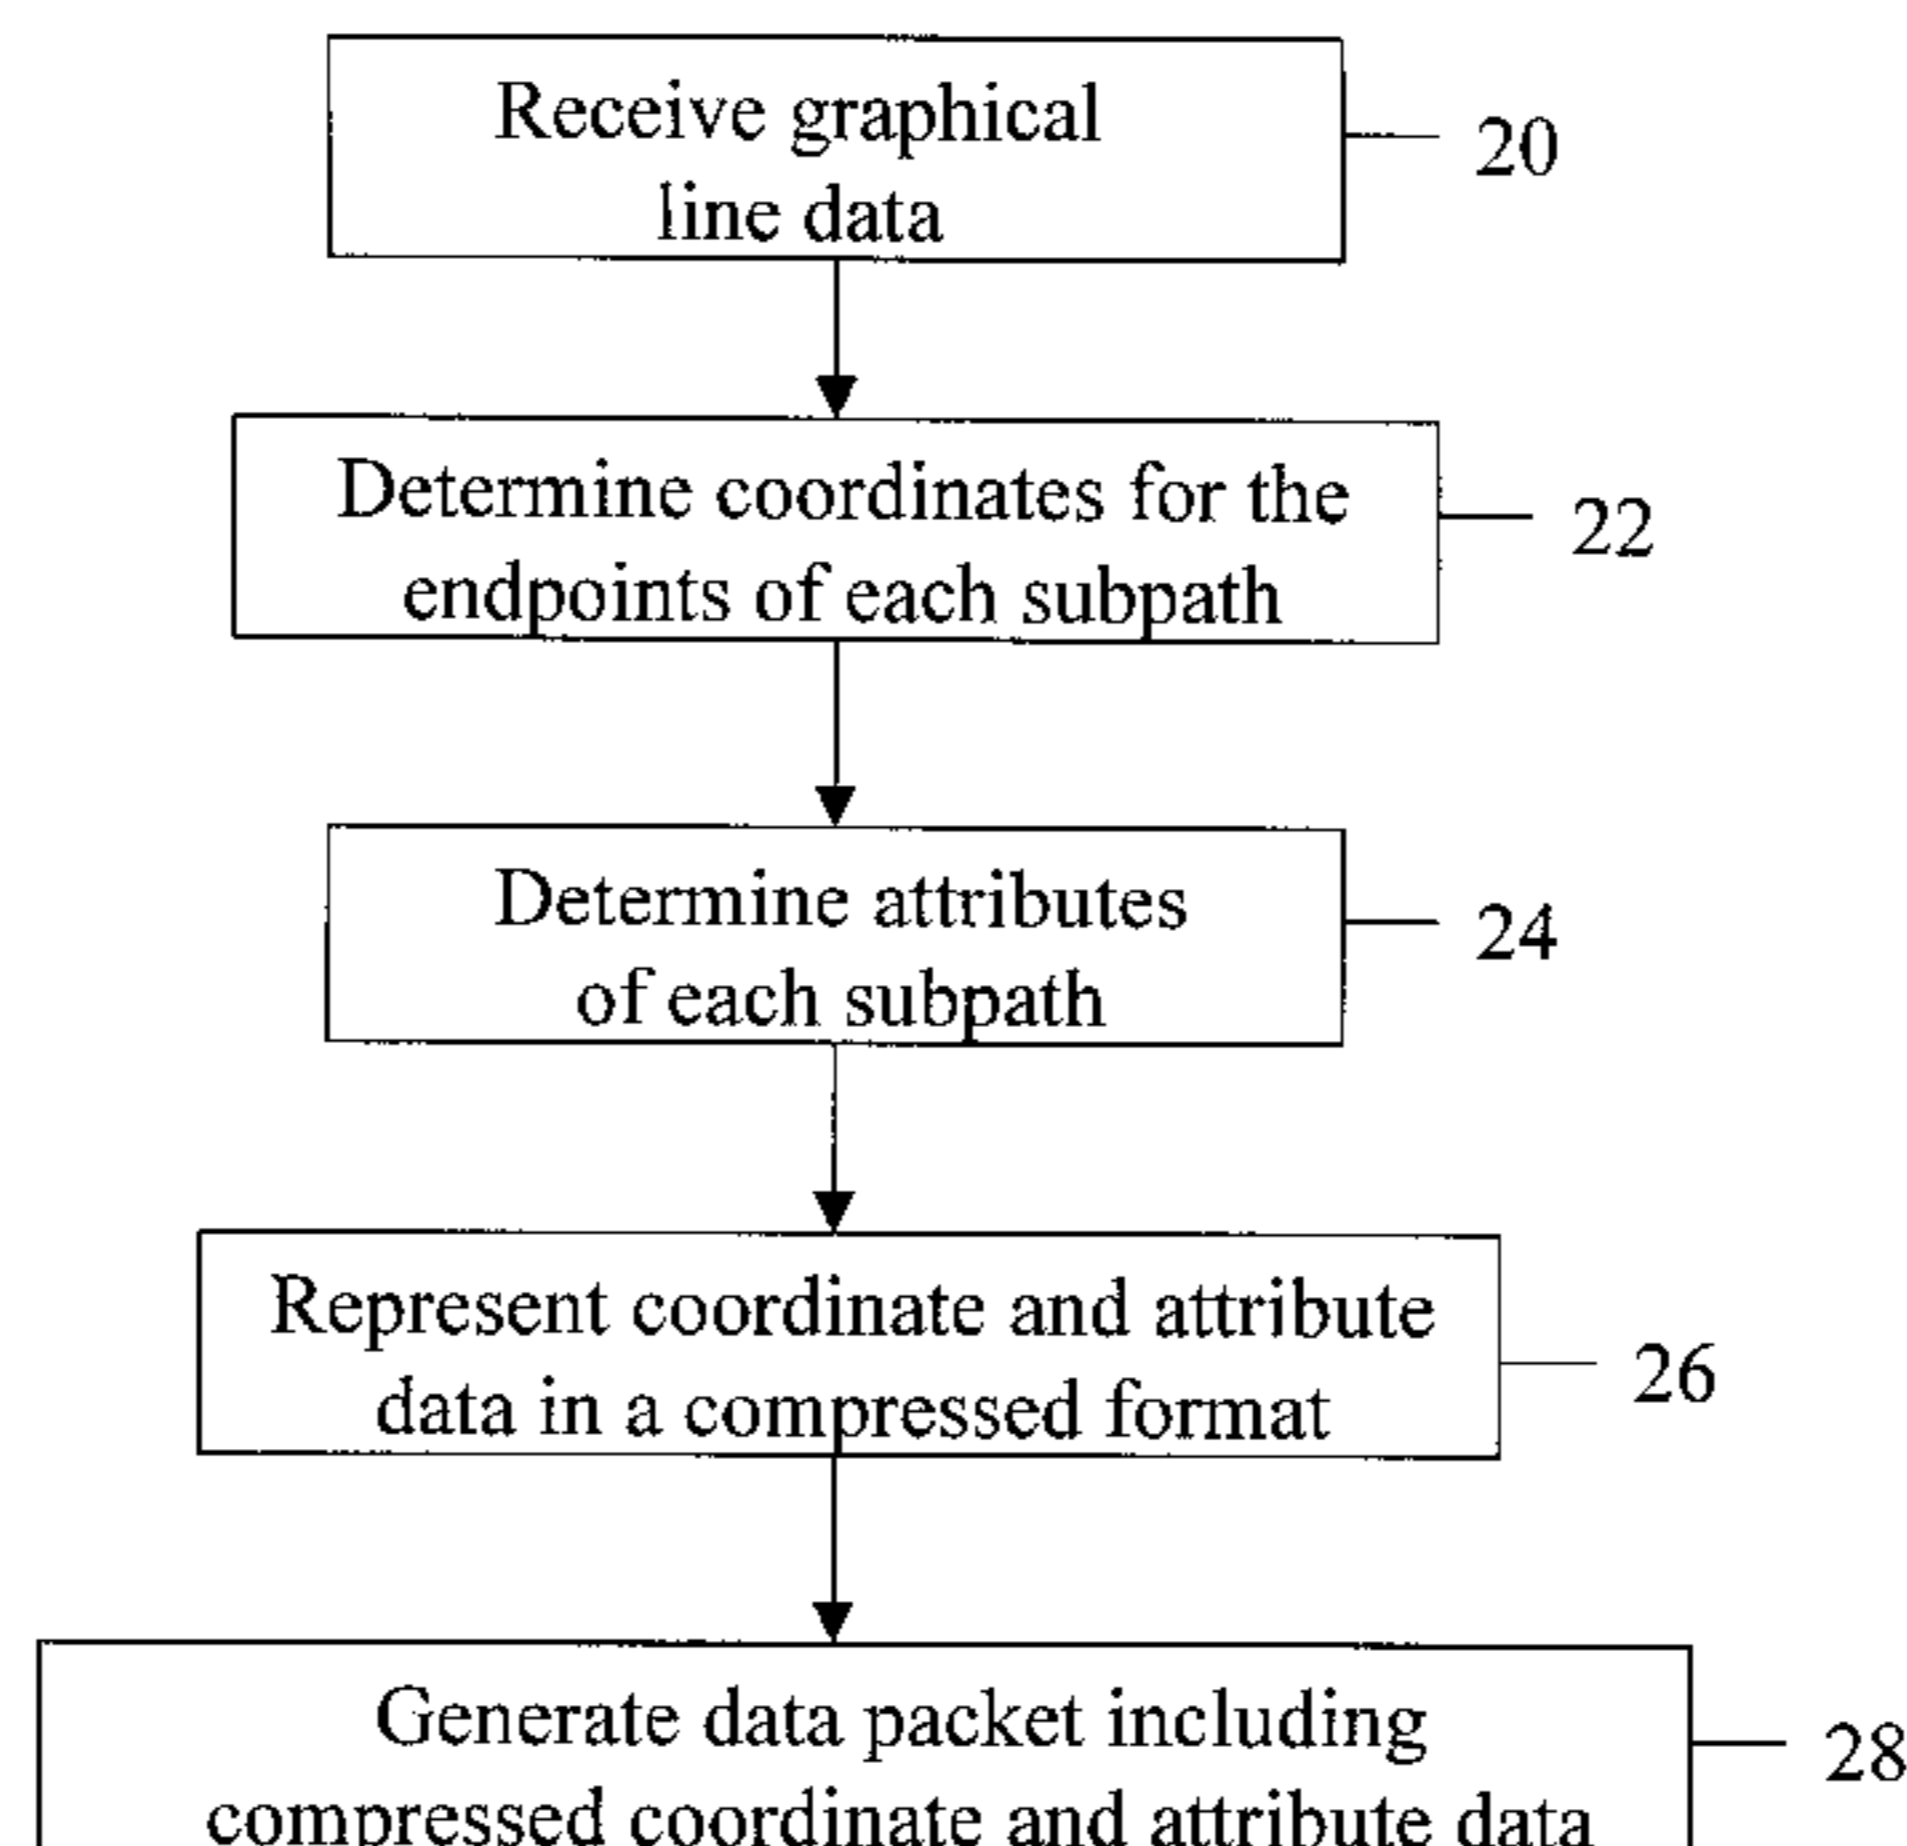 Receive graphical
line data
20
Determine coordinates for the
endpoints of each subpath
22
Determine attributes
of each subpath
24
Represent coordinate and attribute
data in a compressed format
26
Generate data packet including
compressed coordinate and attribute data
28